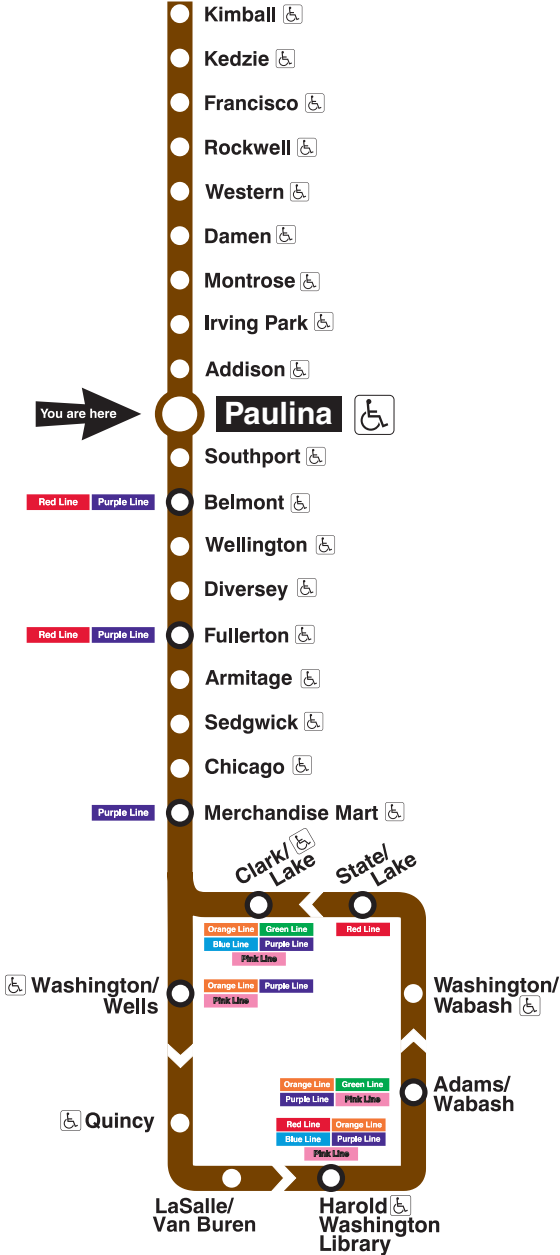 Kimball
Kedzie
Francisco
Rockwell
Western
Damen
Montrose
Irving Park
Addison
You are here
Paulina
Southport
Red Line Purple Line
Belmont
Wellington
Diversey
Red Line Purple Line
Fullerton
Armitage
Sedgwick
Chicago
Purple Line
Merchandise Mart
Clark/
Lake
State/
Lake
Orange Line Green Line
Blue Line Purple Line
Pink Line
Red Line
Washington/
Wells
Orange Line Purple Line
Pink Line
Washington/
Wabash
Orange Line Green Line
Purple Line Pink Line
Adams/
Wabash
Quincy
Red Line Orange Line
Blue Line Purple Line
Pink Line
LaSalle/
Van Buren
Harold
Washington
Library